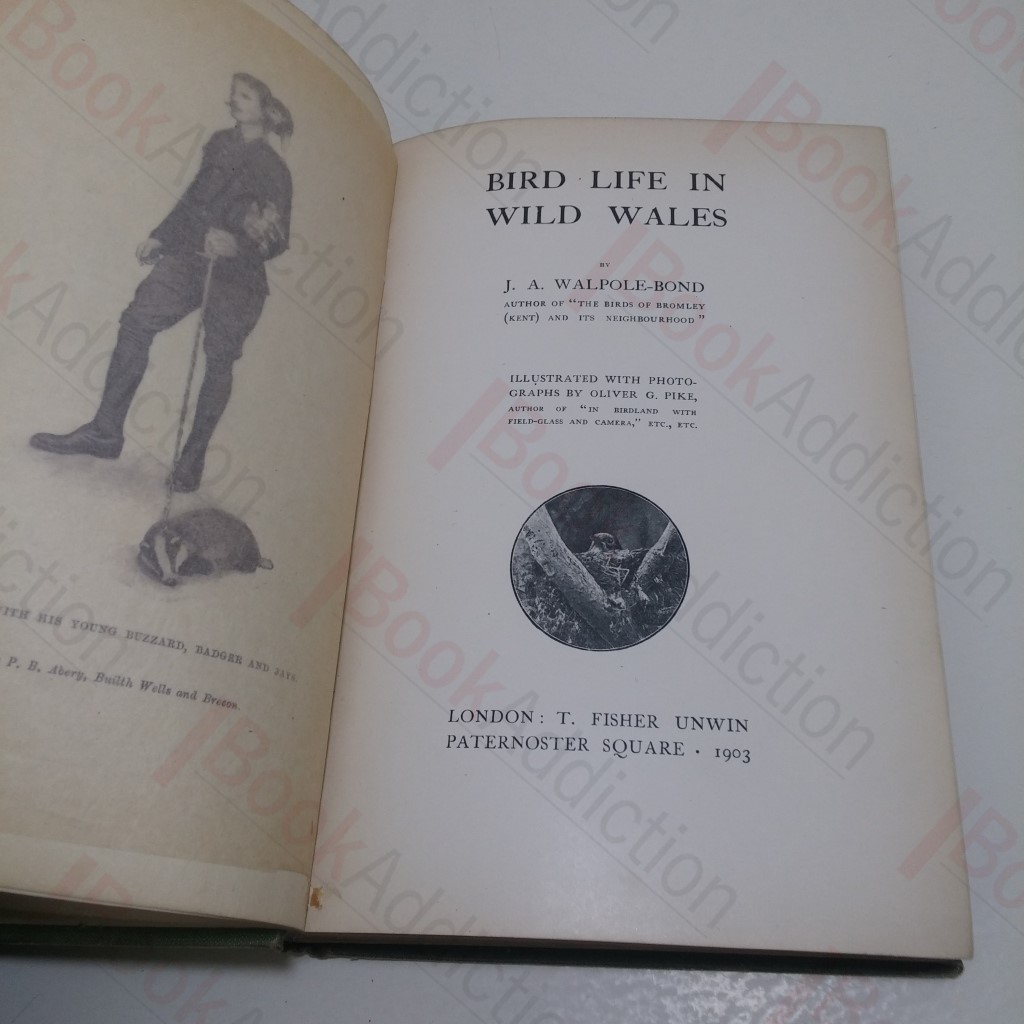 WITH HIS YOUNG BUZZARD, BADGER AND JAYS.
P. B. Abery, Builth Wells and Brecon.
BIRD LIFE IN
WILD WALES
BY
J. A. WALPOLE-BOND
AUTHOR OF "THE BIRDS OF BROMLEY
(KENT) AND ITS NEIGHBOURHOOD"
ILLUSTRATED WITH PHOTO-
GRAPHS BY OLIVER G. PIKE,
AUTHOR OF "IN BIRDLAND WITH
FIELD-GLASS AND CAMERA," ETC., ETC.
LONDON: T. FISHER UNWIN
PATERNOSTER SQUARE · 1903
BookAddiction